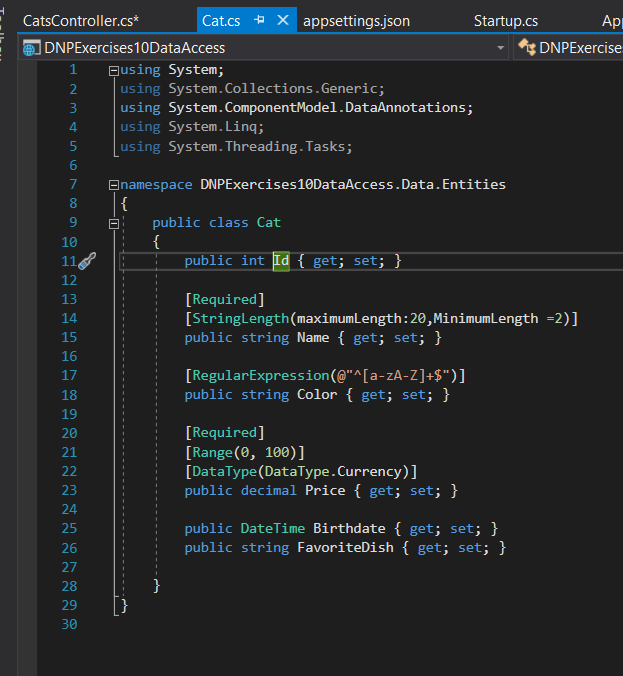 CatsController.cs*
Cat.cs
appsettings.json
Startup.cs
DNPExercises10DataAccess
1 using System;
2 using System.Collections.Generic;
3 using System.ComponentModel.DataAnnotations;
4 using System.Linq;
5 using System.Threading.Tasks;
6
7 namespace DNPExercises10DataAccess.Data.Entities
8 {
9 public class Cat
10 {
11 public int Id { get; set; }
12
13 [Required]
14 [StringLength(maximumLength:20,MinimumLength =2)]
15 public string Name { get; set; }
16
17 [RegularExpression(@"^[a-zA-Z]+$")]
18 public string Color { get; set; }
19
20 [Required]
21 [Range(0, 100)]
22 [DataType(DataType.Currency)]
23 public decimal Price { get; set; }
24
25 public DateTime Birthdate { get; set; }
26 public string FavoriteDish { get; set; }
27
28 }
29 }
30